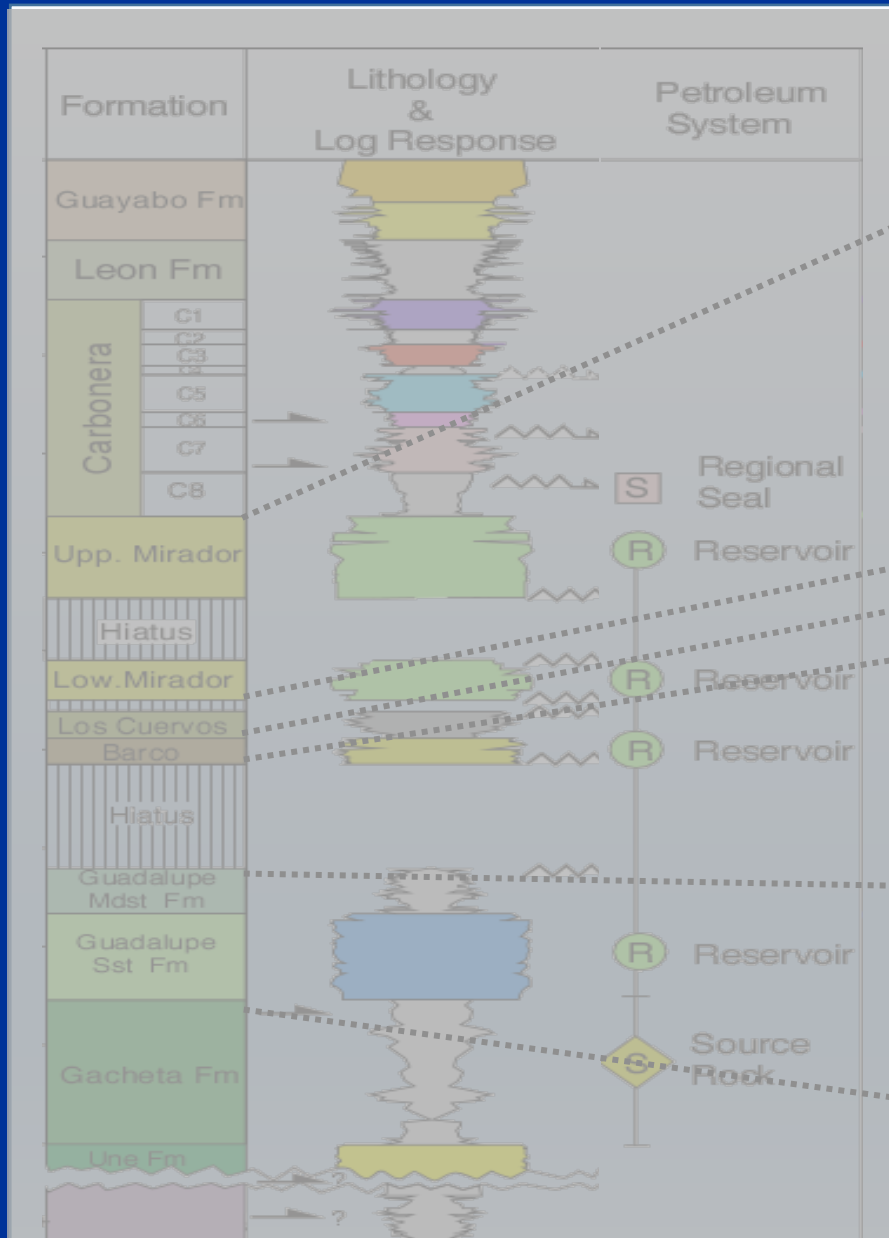 Formation
Lithology
&
Log Response
Petroleum
System
Guayabo Fm
Leon Fm
Carbonera
C1
C2
C3
C4
C5
C6
C7
C8
Regional
Seal
S
Upp. Mirador
R
Reservoir
Hiatus
Low.Mirador
R
Reservoir
Los Cuervos
Barco
R
Reservoir
Hiatus
Guadalupe
Mdst Fm
Guadalupe
Sst Fm
R
Reservoir
Gacheta Fm
S
Source
Rock
Une Fm
?
?